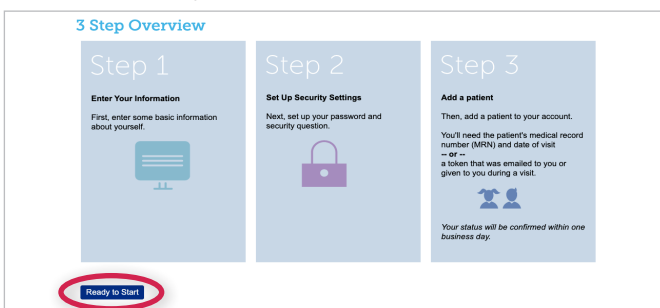 3 Step Overview
Step 1
Enter Your Information
First, enter some basic information
about yourself.
Step 2
Set Up Security Settings
Next, set up your password and
security question.
Step 3
Add a patient
Then, add a patient to your account.
You'll need the patient's medical record
number (MRN) and date of visit
-- or --
a token that was emailed to you or
given to you during a visit.
Your status will be confirmed within one
business day.
Ready to Start